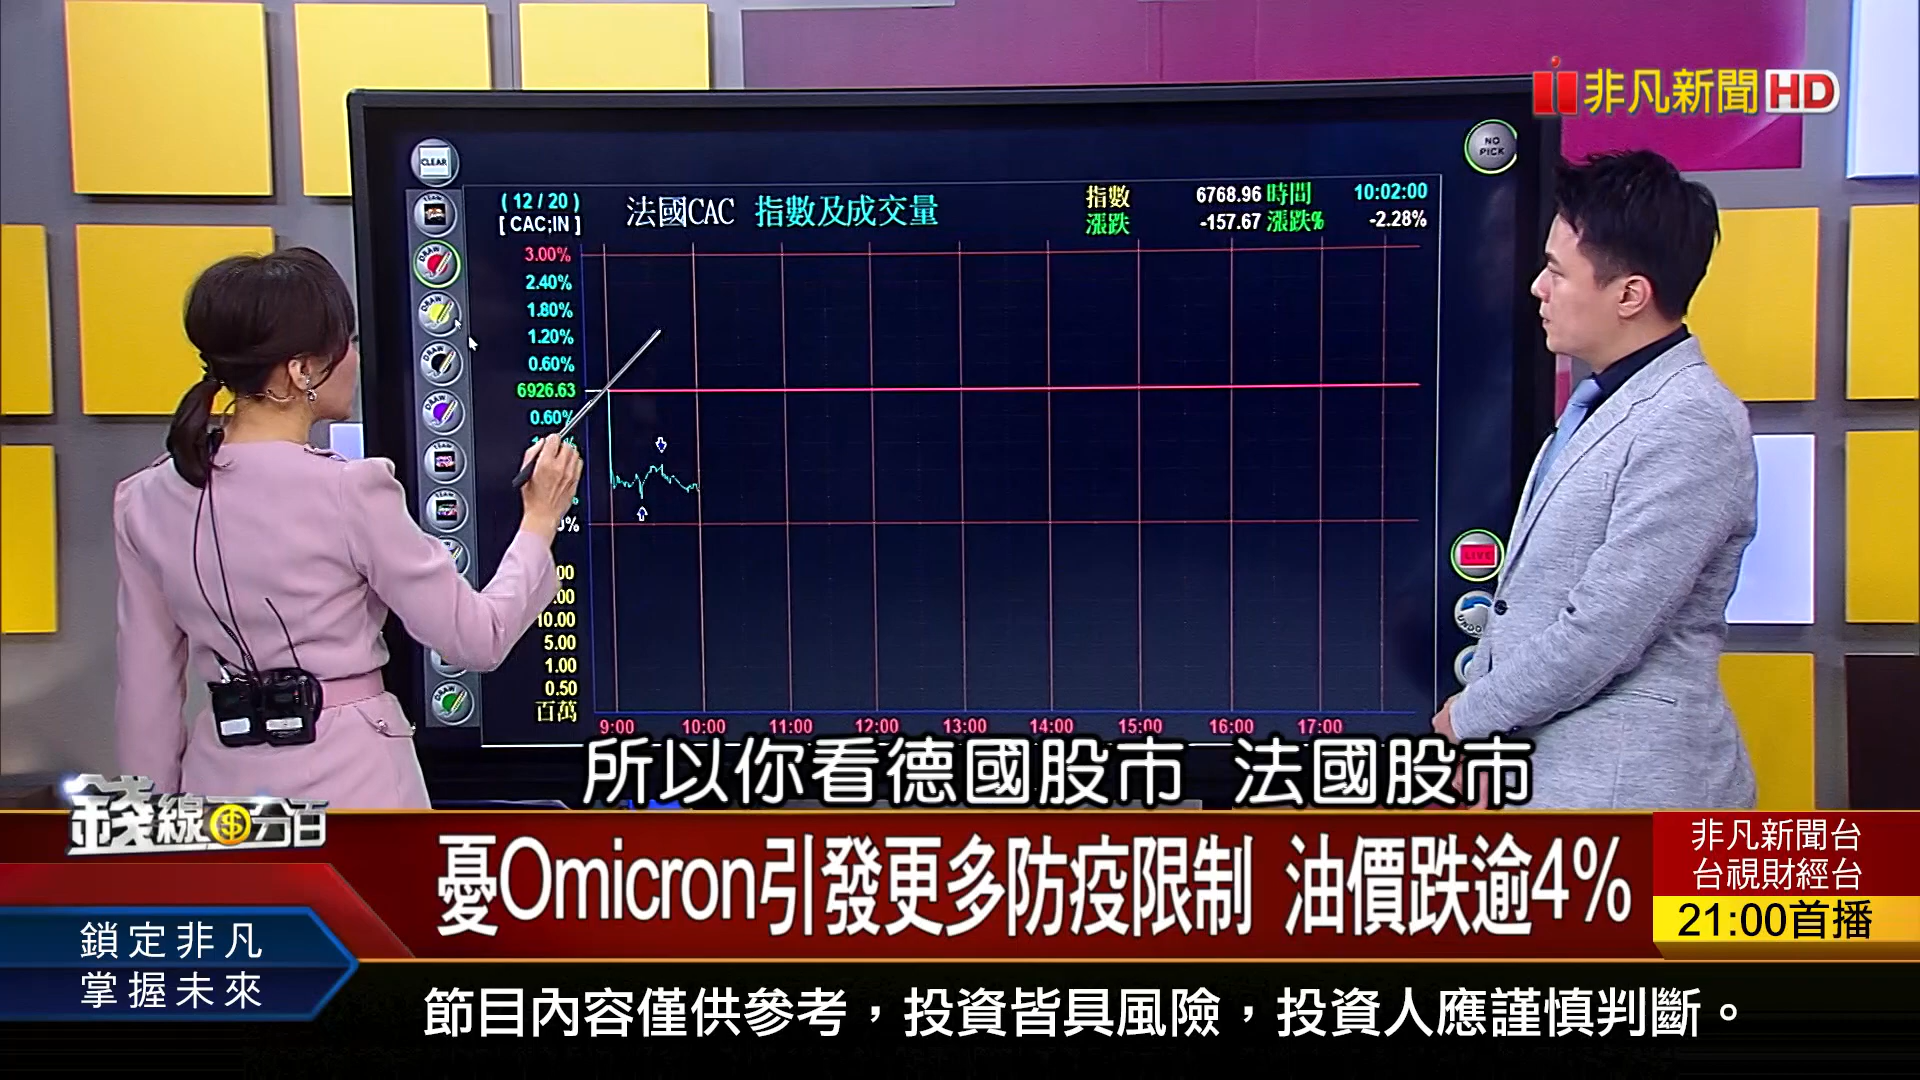 非凡新聞HD
CLEAR
NO PICK
(12/20)
[CAC;IN]
法國CAC 指數及成交量
指數 6768.96 時間 10:02:00
漲跌 -157.67 漲跌% -2.28%
3.00%
2.40%
1.80%
1.20%
0.60%
6926.63
0.60%
10.00
5.00
1.00
0.50
百萬
9:00 10:00 11:00 12:00 13:00 14:00 15:00 16:00 17:00
DRAW
DRAW
DRAW
DRAW
DRAW
LIVE
UNDO
所以你看德國股市 法國股市
錢線百分百
憂Omicron引發更多防疫限制 油價跌逾4%
非凡新聞台
台視財經台
21:00首播
鎖定非凡
掌握未來
節目內容僅供參考，投資皆具風險，投資人應謹慎判斷。